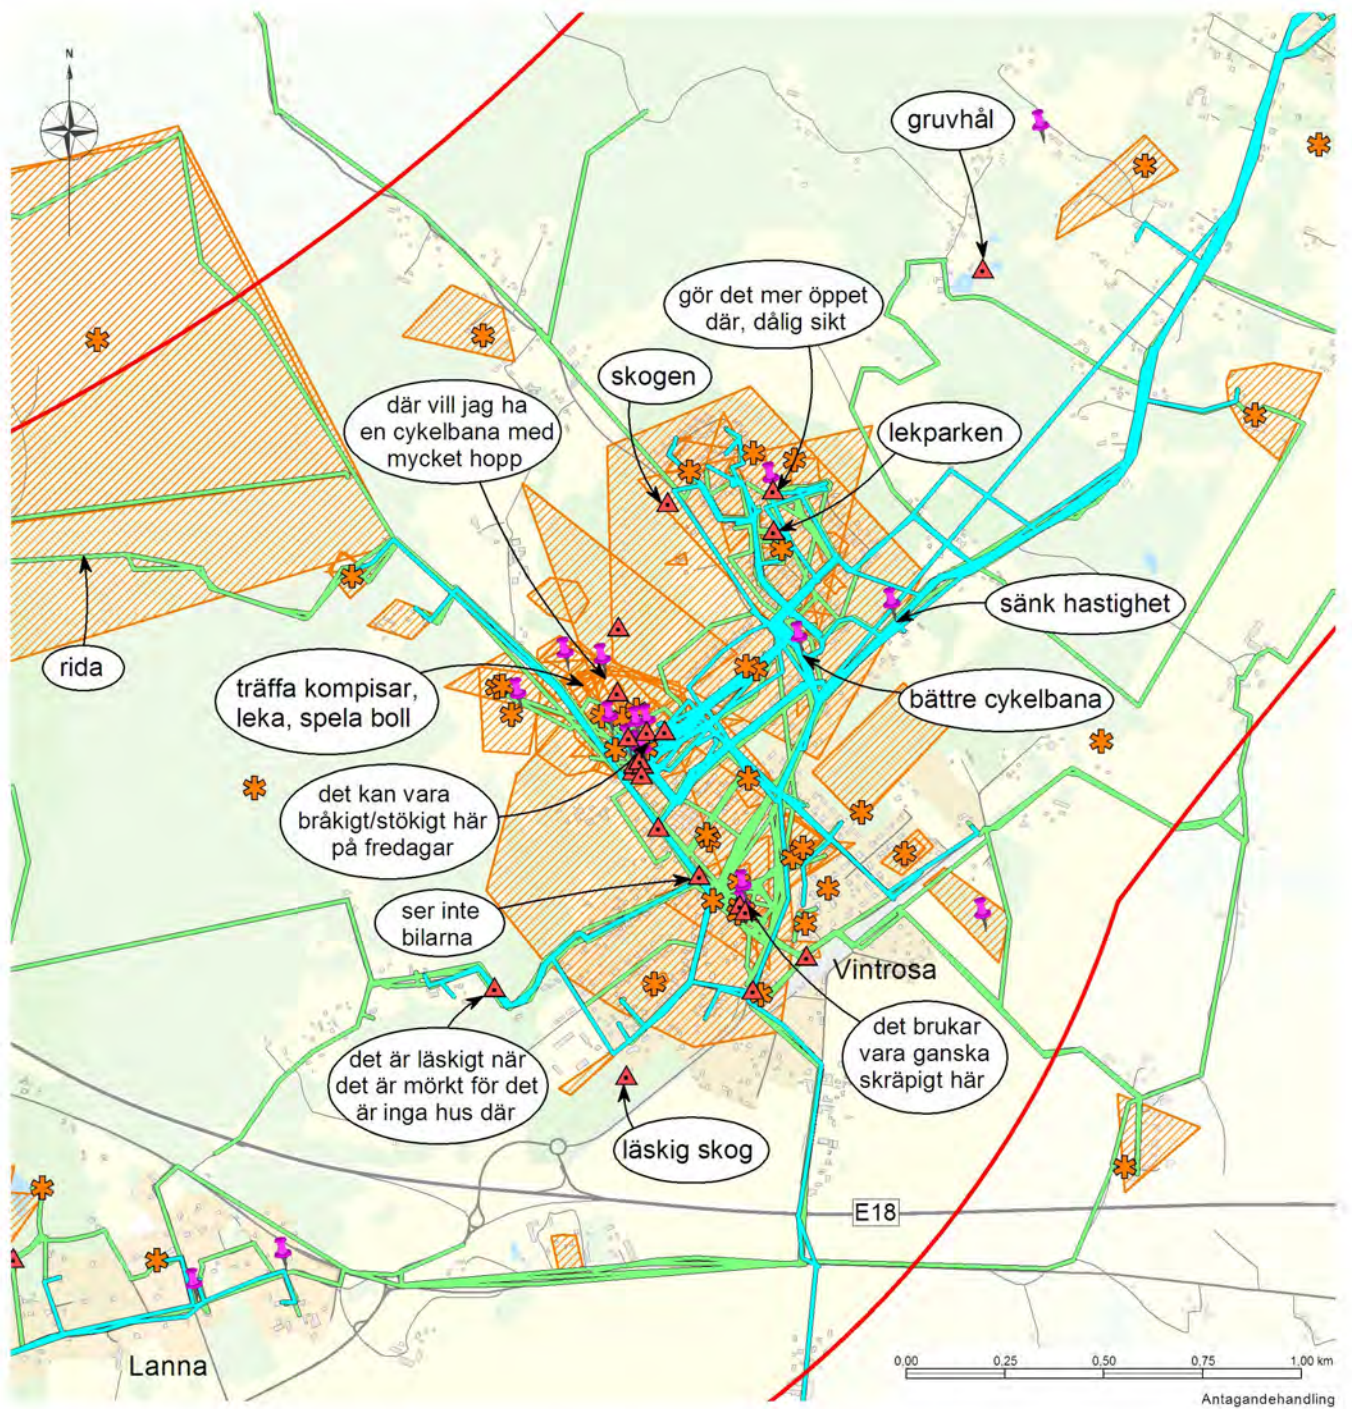 N
gruvhål
gör det mer öppet
där, dålig sikt
skogen
där vill jag ha
en cykelbana med
mycket hopp
lekparken
sänk hastighet
rida
träffa kompisar,
leka, spela boll
bättre cykelbana
det kan vara
bråkigt/stökigt här
på fredagar
ser inte
bilarna
Vintrosa
det brukar
vara ganska
skräpigt här
det är läskigt när
det är mörkt för det
är inga hus där
läskig skog
E18
Lanna
0,00 0,25 0,50 0,75 1,00 km
Antagandehandling